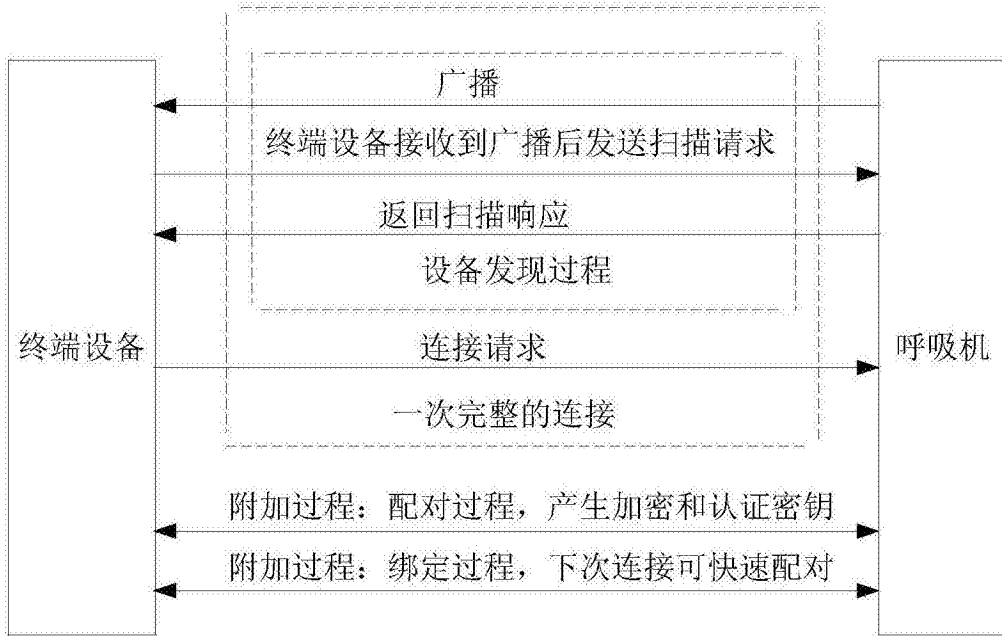 广播
终端设备接收到广播后发送扫描请求
返回扫描响应
设备发现过程
终端设备
连接请求
呼吸机
一次完整的连接
附加过程：配对过程，产生加密和认证密钥
附加过程：绑定过程，下次连接可快速配对